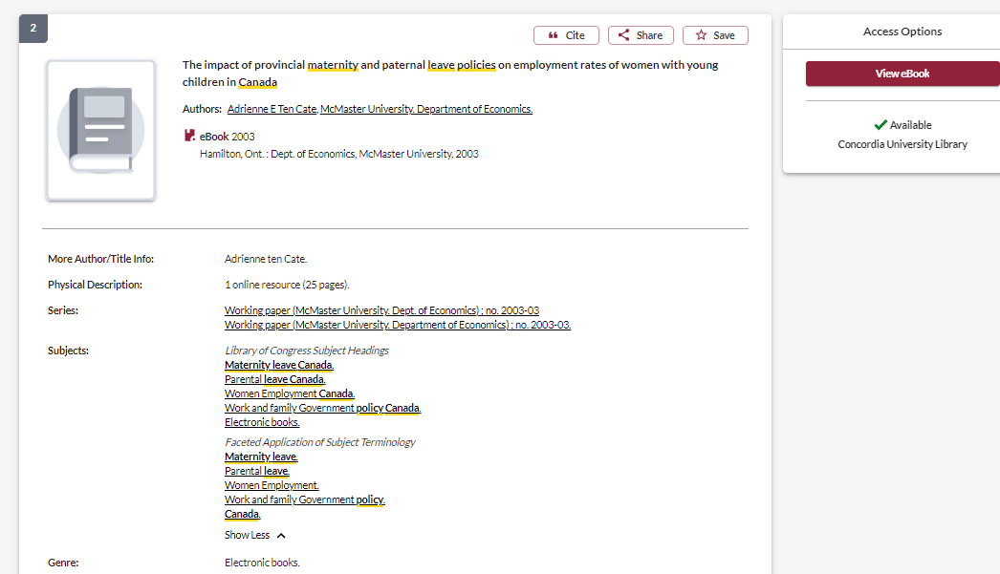 2
Cite
Share
Save
The impact of provincial maternity and paternal leave policies on employment rates of women with young
children in Canada
Authors: Adrienne E Ten Cate, McMaster University. Department of Economics.
eBook 2003
Hamilton, Ont. : Dept. of Economics, McMaster University, 2003
More Author/Title Info: Adrienne ten Cate.
Physical Description: 1 online resource (25 pages).
Series: Working paper (McMaster University. Dept. of Economics) ; no. 2003-03
Working paper (McMaster University. Department of Economics) ; no. 2003-03.
Subjects: Library of Congress Subject Headings
Maternity leave Canada.
Parental leave Canada.
Women Employment Canada.
Work and family Government policy Canada.
Electronic books.
Faceted Application of Subject Terminology
Maternity leave.
Parental leave.
Women Employment.
Work and family Government policy.
Canada.
Show Less
Genre: Electronic books.
Access Options
View eBook
Available
Concordia University Library